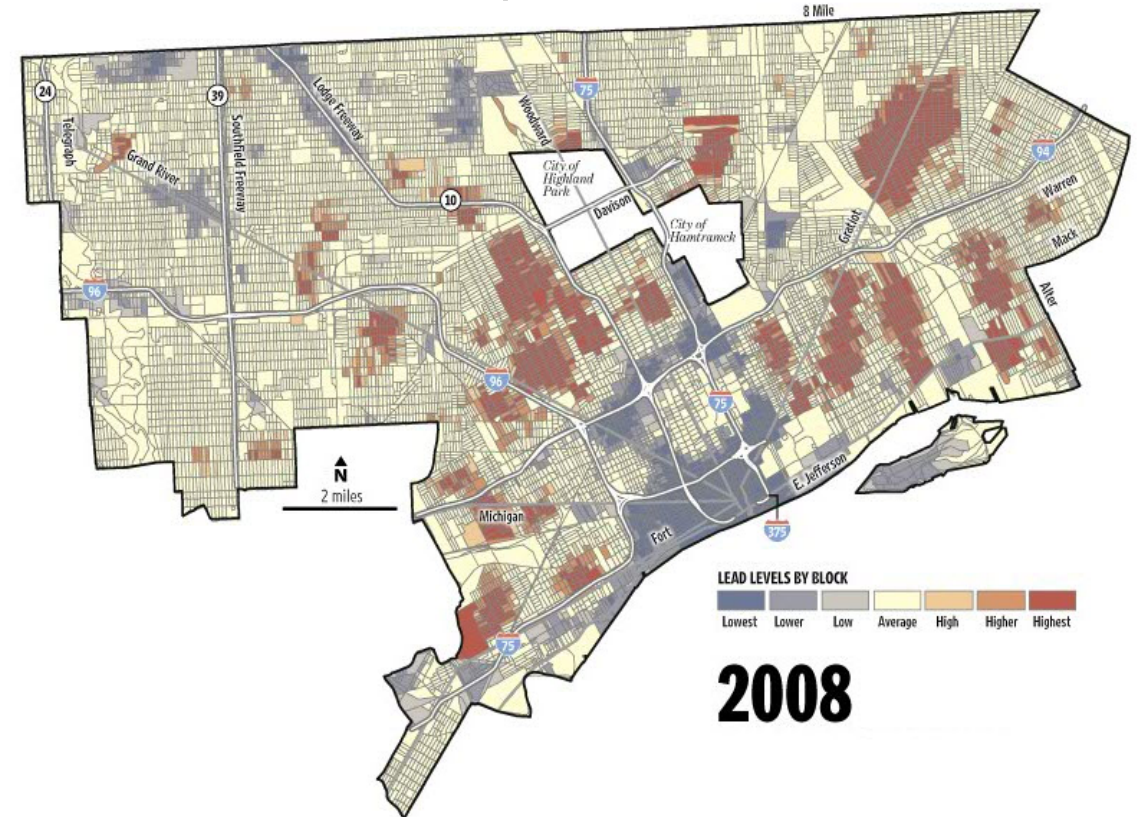 8 Mile
24
Telegraph
39
Southfield Freeway
Lodge Freeway
Woodward
75
94
Grand River
City of
Highland
Park
10
Davison
City of
Hamtramck
Gratiot
Warren
Mack
Alter
96
96
75
N
2 miles
E. Jefferson
Michigan
Fort
375
75
LEAD LEVELS BY BLOCK
Lowest Lower Low Average High Higher Highest
2008